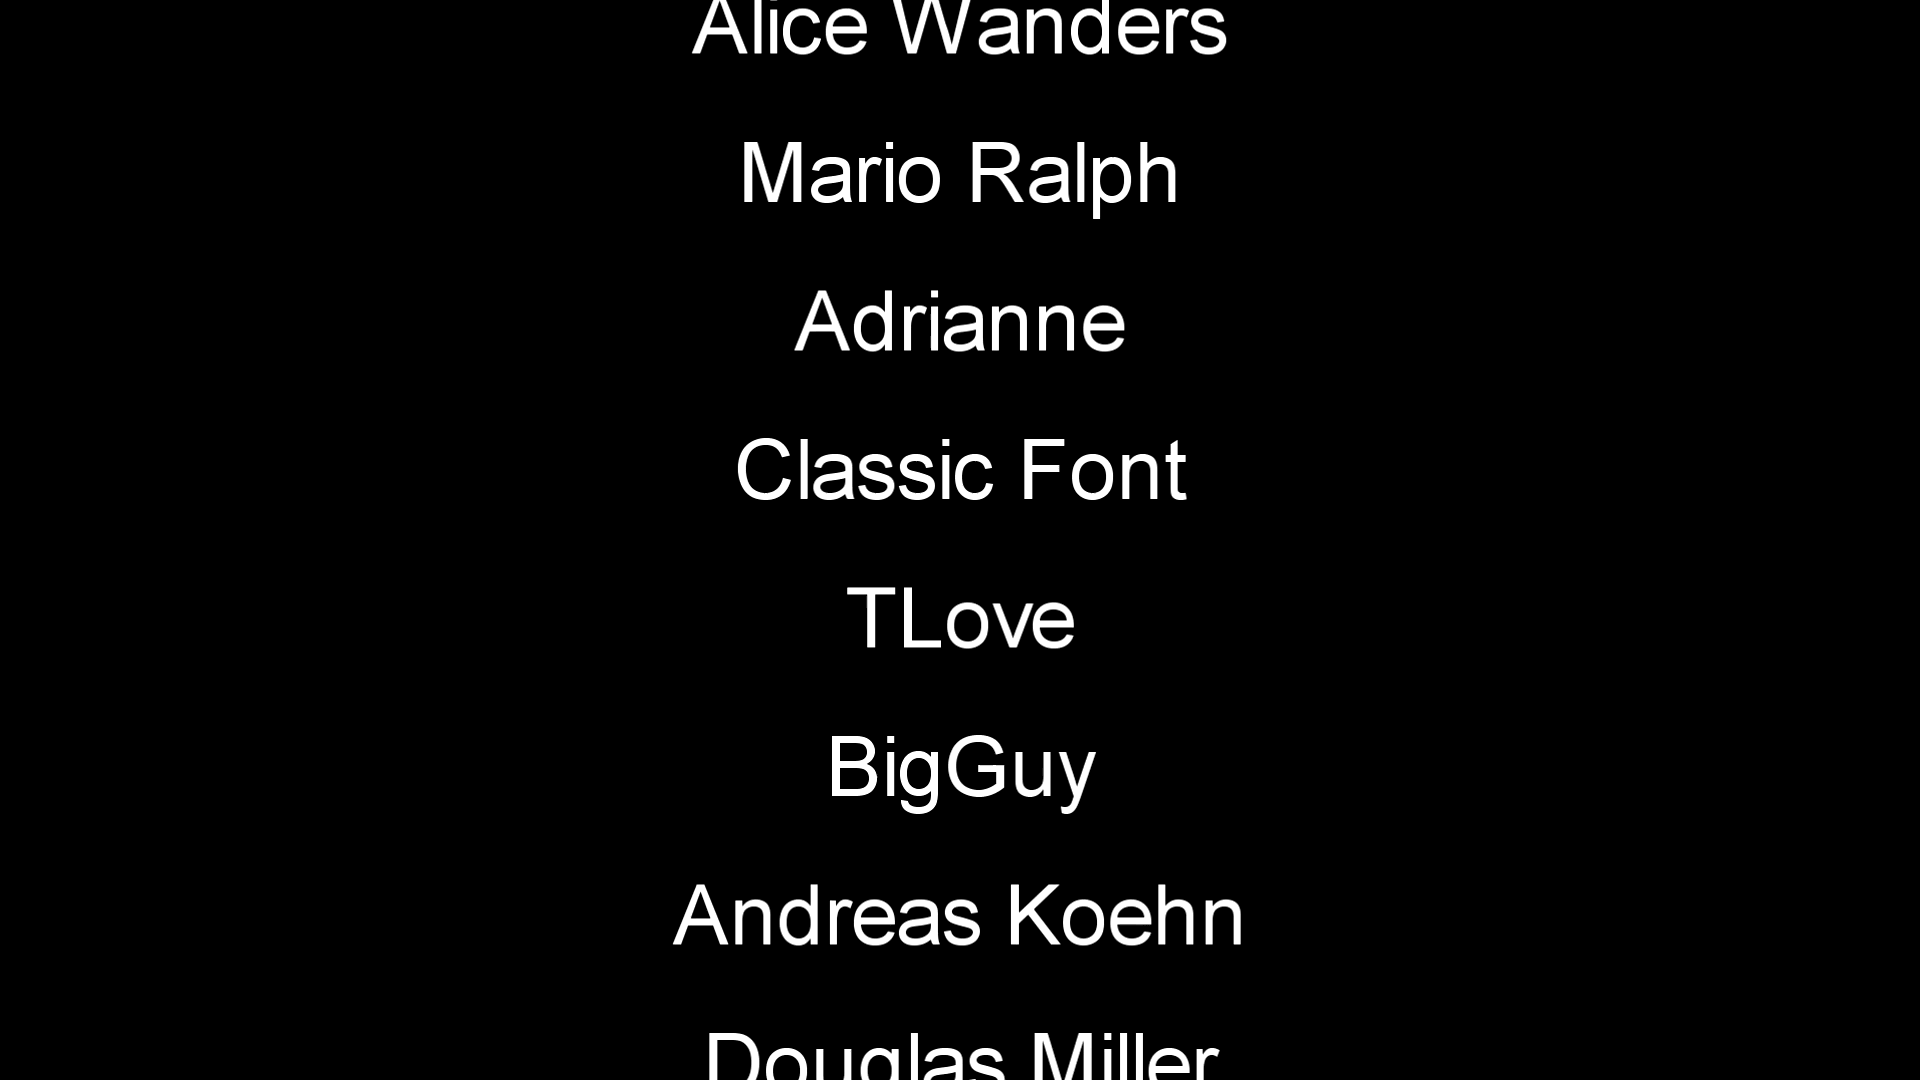 Alice Wanders
Mario Ralph
Adrianne
Classic Font
TLove
BigGuy
Andreas Koehn
Douglas Miller